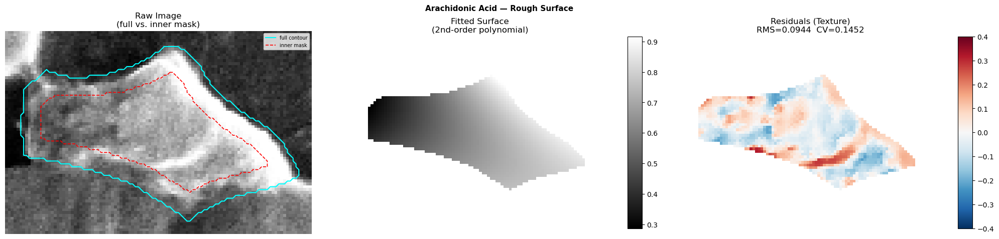 Arachidonic Acid — Rough Surface
Raw Image
(full vs. inner mask)
full contour
inner mask
Fitted Surface
(2nd-order polynomial)
0.9
0.8
0.7
0.6
0.5
0.4
0.3
Residuals (Texture)
RMS=0.0944  CV=0.1452
0.4
0.3
0.2
0.1
0.0
−0.1
−0.2
−0.3
−0.4